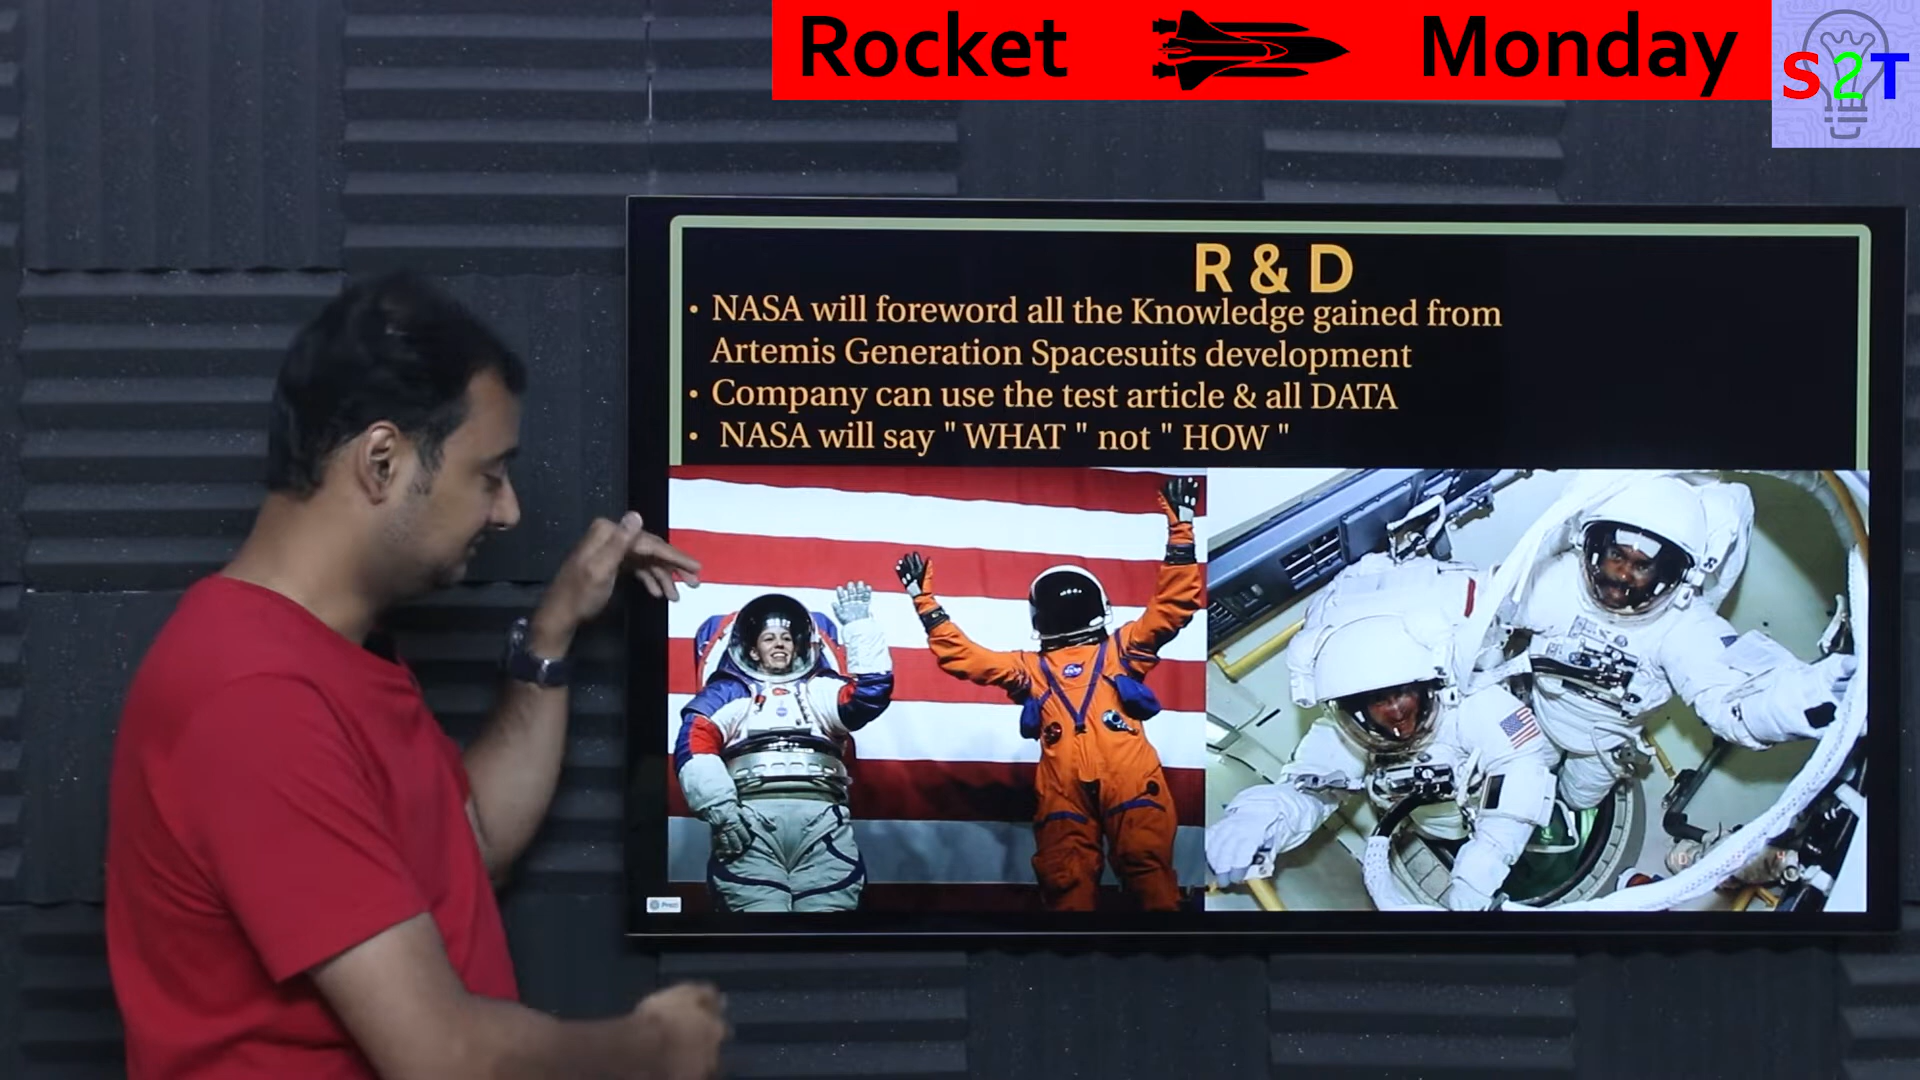 Rocket Monday
S2T
R & D
• NASA will foreword all the Knowledge gained from
Artemis Generation Spacesuits development
• Company can use the test article & all DATA
• NASA will say " WHAT " not " HOW "
Prezi